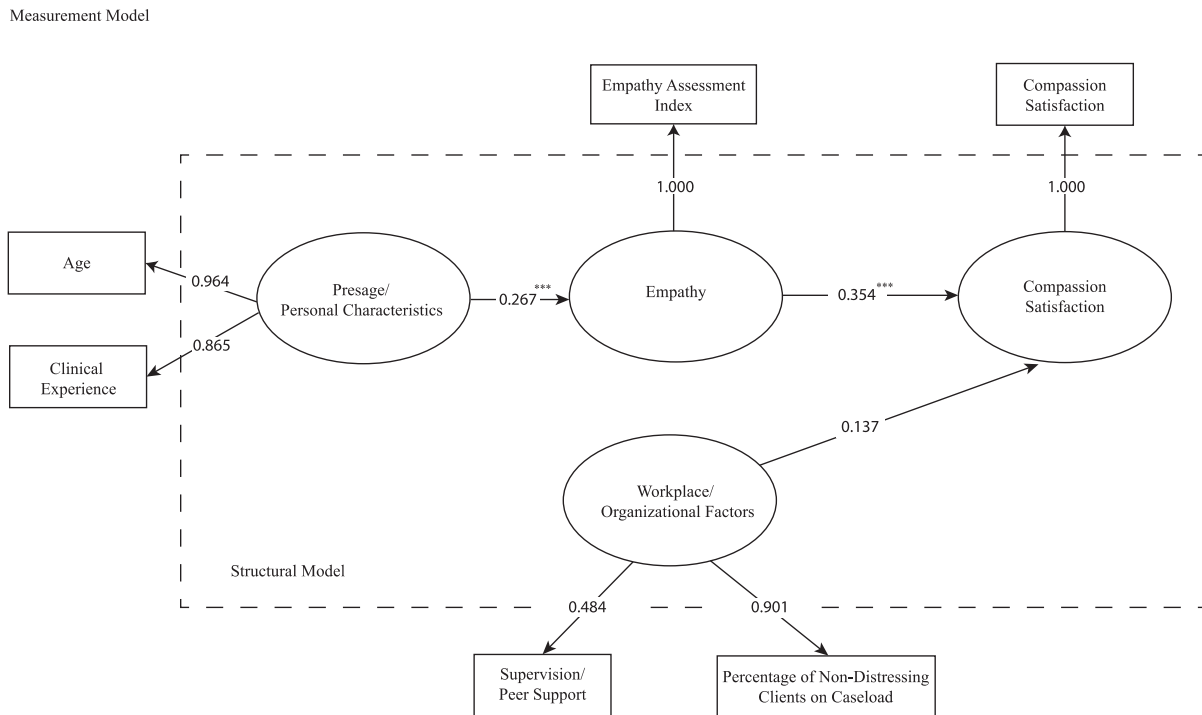 Measurement Model
Empathy Assessment
Index
Compassion
Satisfaction
1.000
1.000
Age
0.964
Presage/
Personal Characteristics
0.267***
Empathy
0.354***
Compassion
Satisfaction
0.865
Clinical
Experience
0.137
Workplace/
Organizational Factors
Structural Model
0.484
0.901
Supervision/
Peer Support
Percentage of Non-Distressing
Clients on Caseload